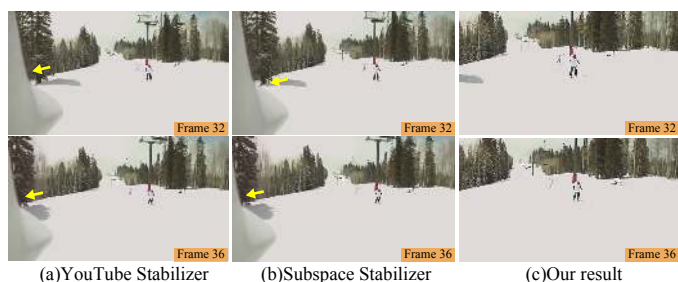 Frame 32
Frame 32
Frame 32
Frame 36
Frame 36
Frame 36
(a)YouTube Stabilizer
(b)Subspace Stabilizer
(c)Our result